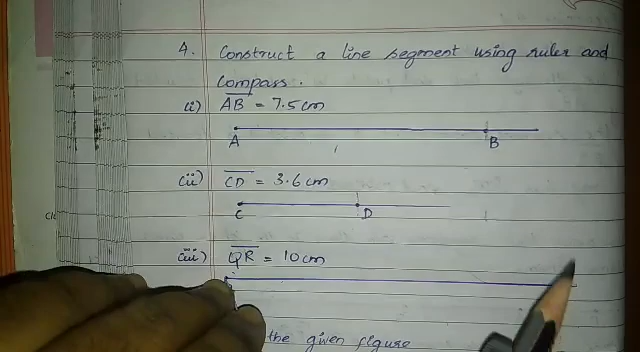 4. Construct a line segment using ruler and
compass.
(i) AB = 7.5 cm
A B
(ii) CD = 3.6 cm
C D
(iii) QR = 10 cm
the given figure